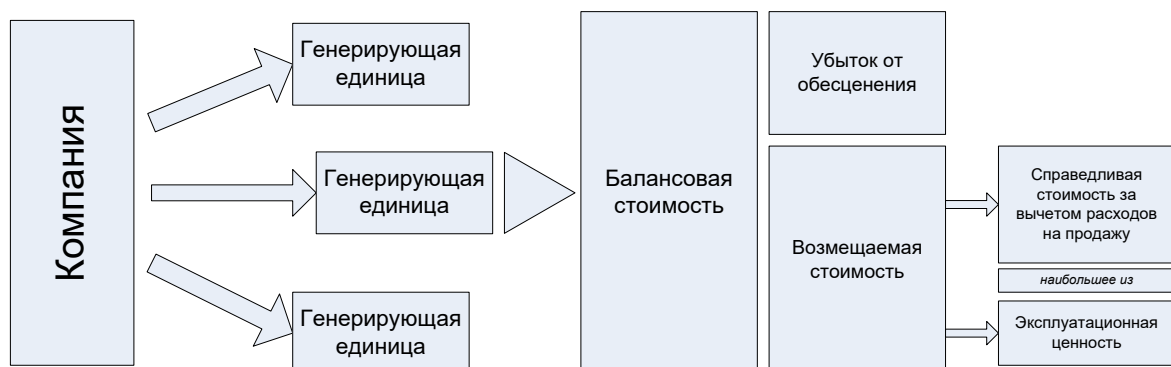 Компания
Генерирующая
единица
Генерирующая
единица
Генерирующая
единица
Балансовая
стоимость
Убыток от
обесценения
Возмещаемая
стоимость
Справедливая
стоимость за
вычетом расходов
на продажу
наибольшее из
Эксплуатационная
ценность